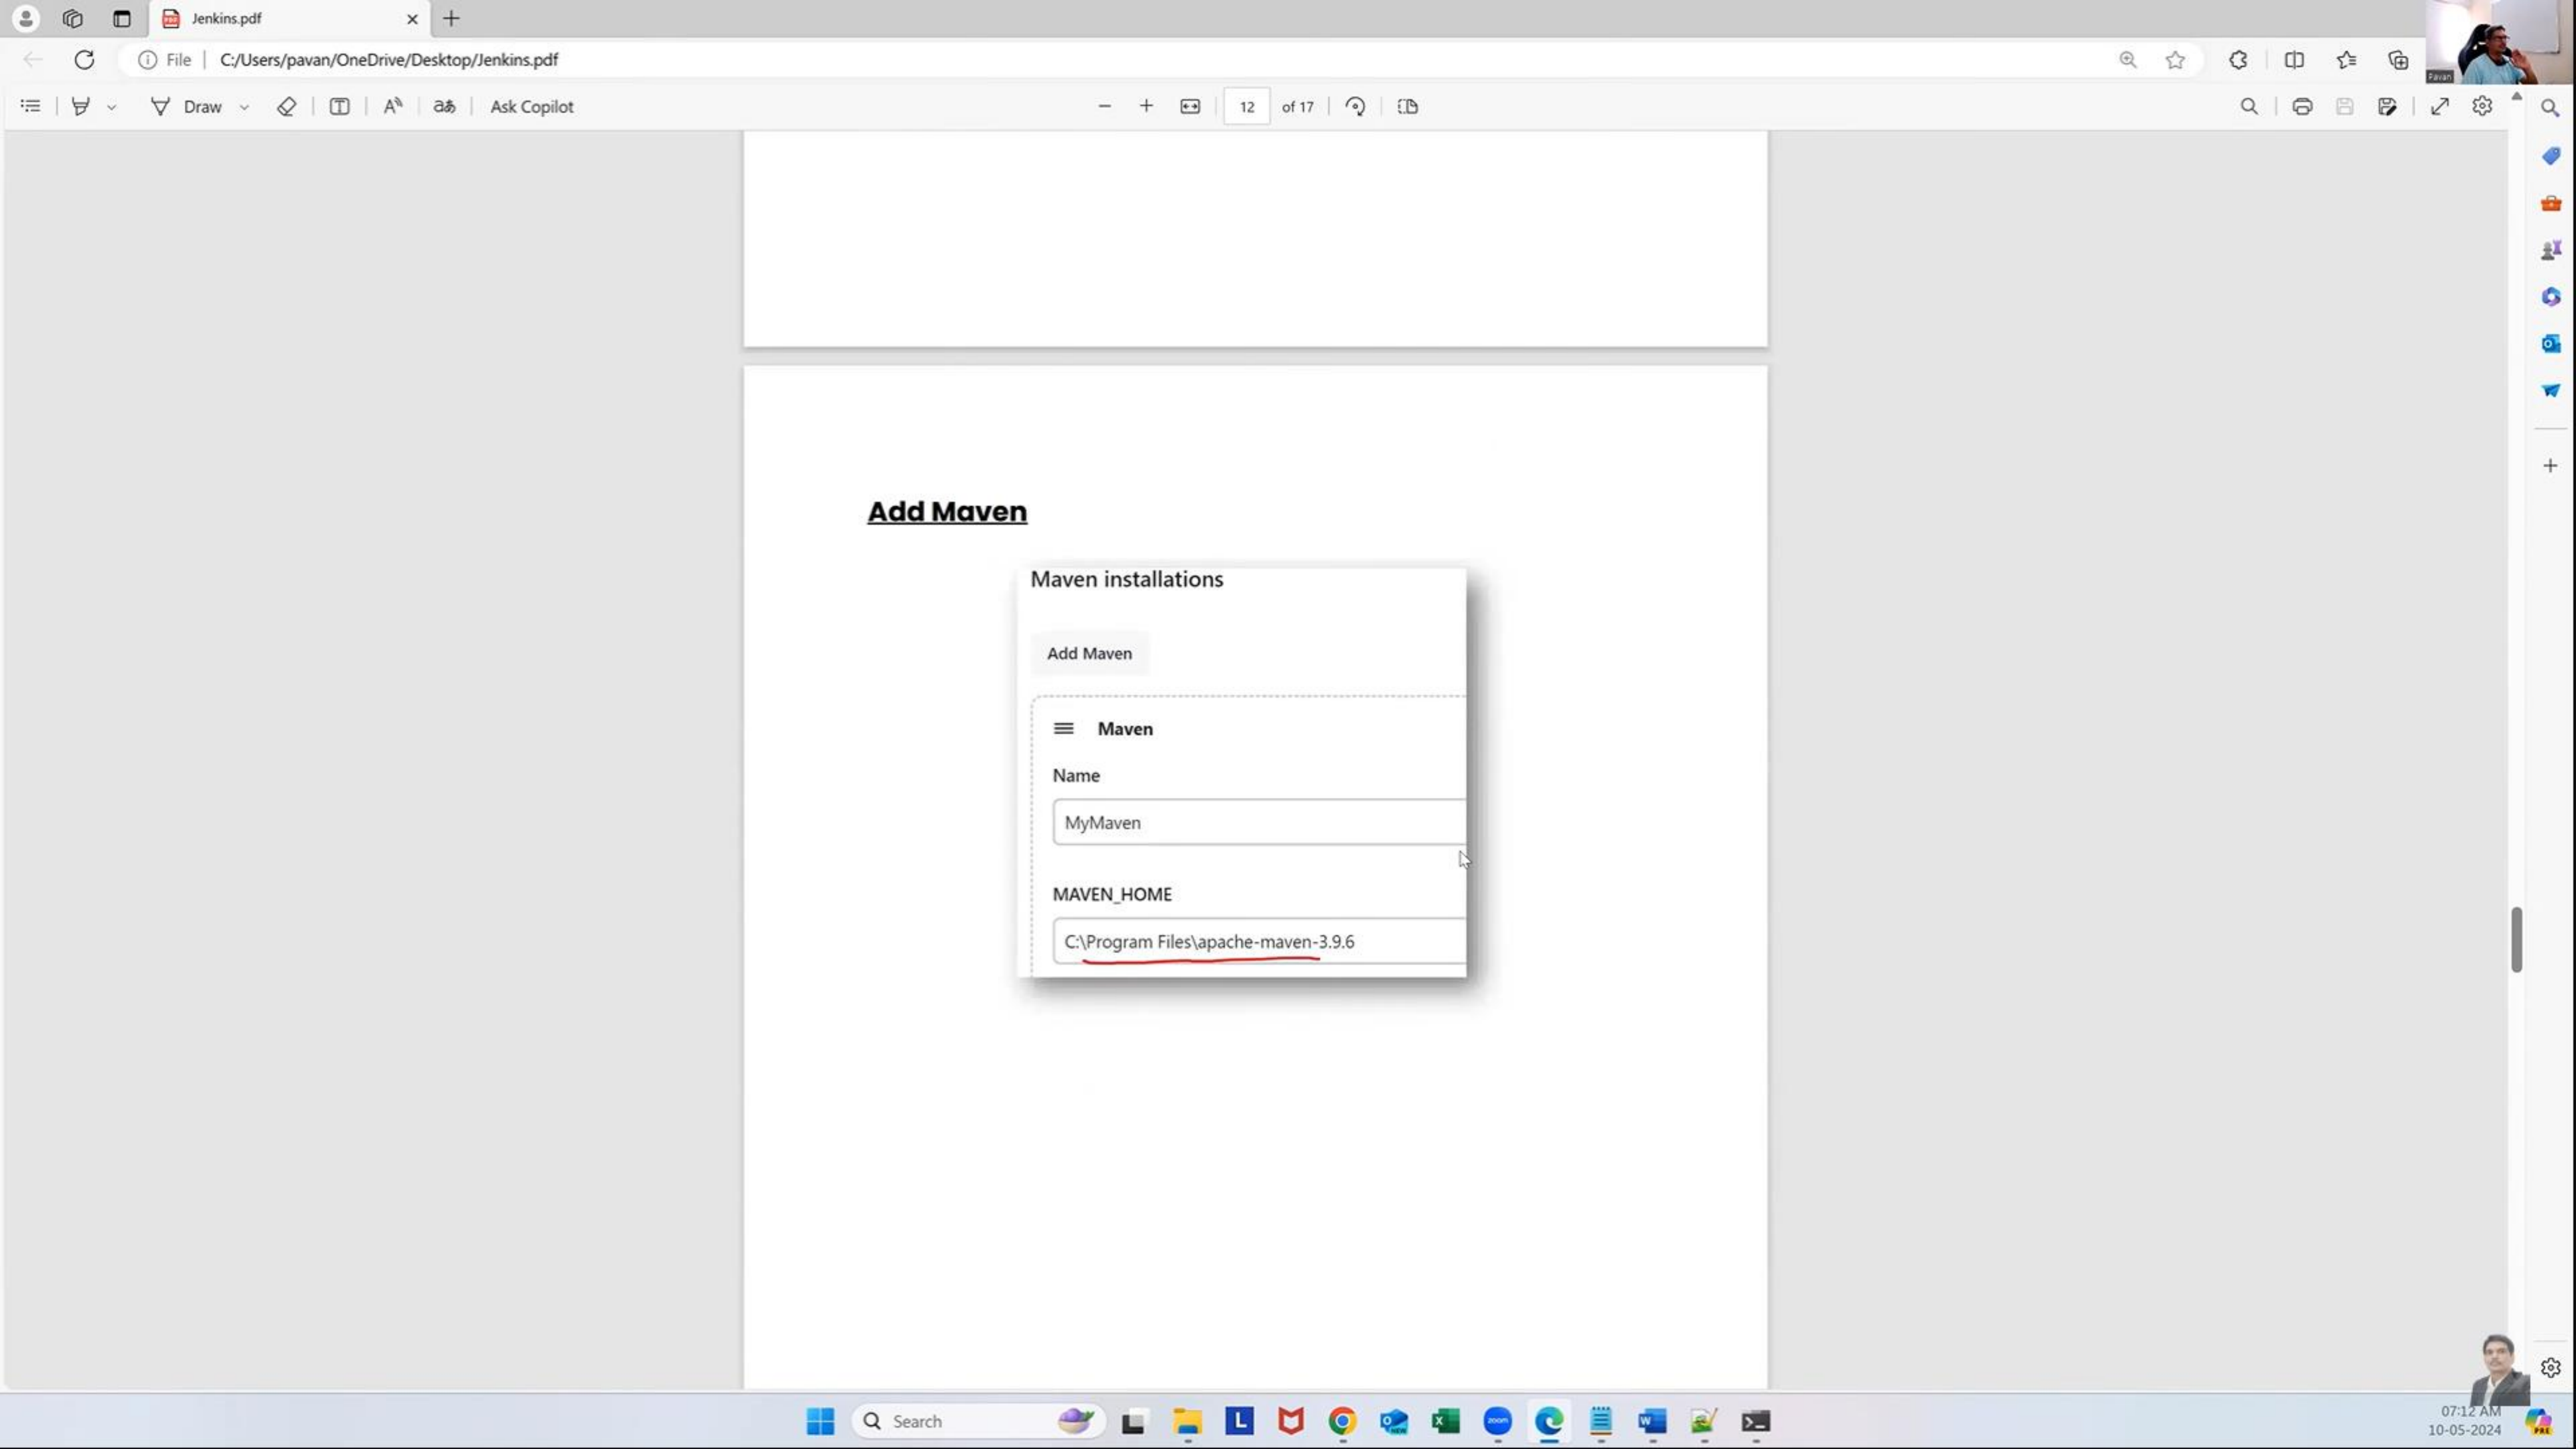 Jenkins.pdf
File
C:/Users/pavan/OneDrive/Desktop/Jenkins.pdf
Pavan
Draw
Ask Copilot
12 of 17
Add Maven
Maven installations
Add Maven
Maven
Name
MyMaven
MAVEN_HOME
C:\Program Files\apache-maven-3.9.6
Search
07:12 AM
10-05-2024